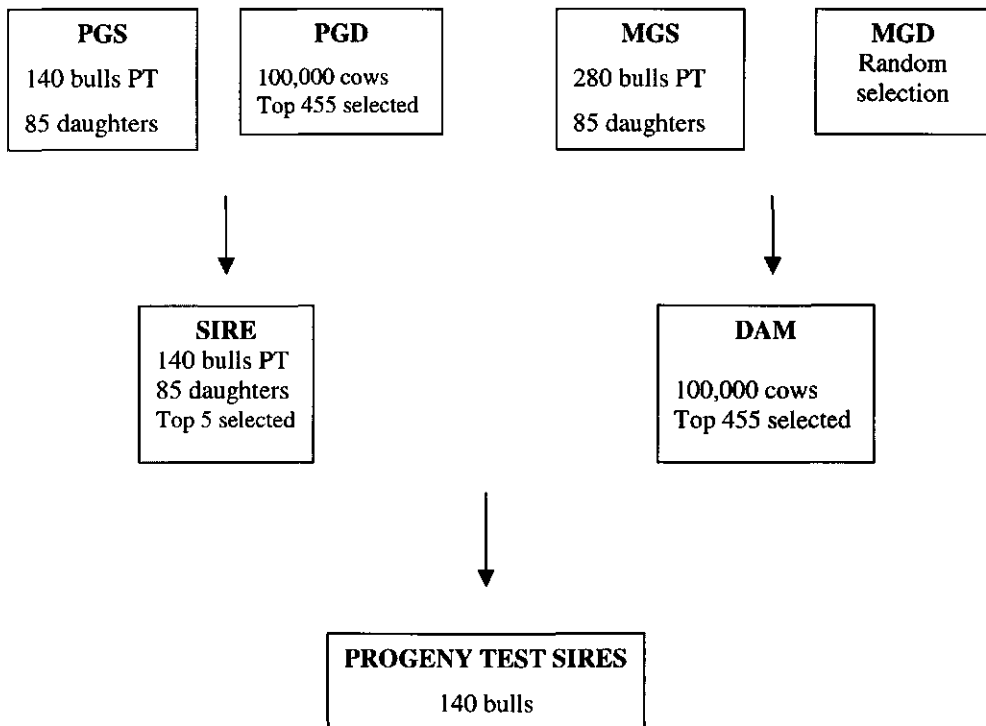 PGS
140 bulls PT
85 daughters
PGD
100,000 cows
Top 455 selected
MGS
280 bulls PT
85 daughters
MGD
Random
selection
SIRE
140 bulls PT
85 daughters
Top 5 selected
DAM
100,000 cows
Top 455 selected
PROGENY TEST SIRES
140 bulls